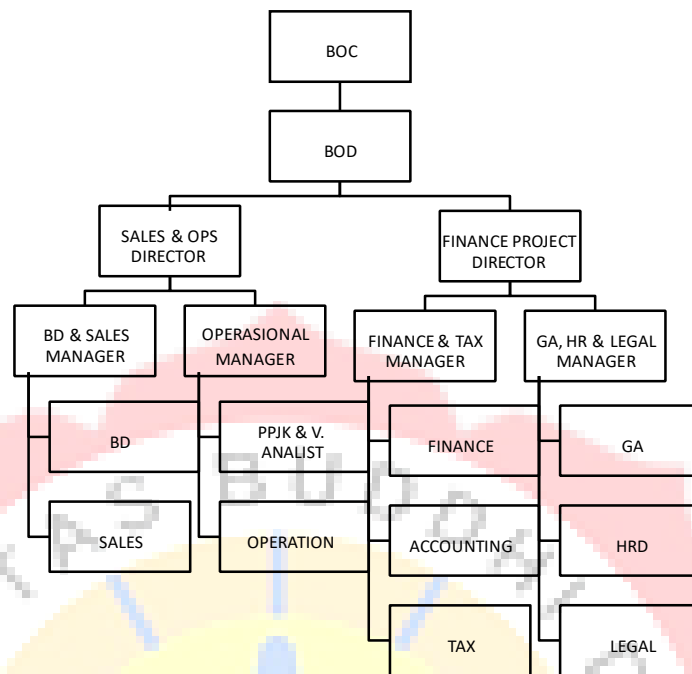 BOC
BOD
SALES & OPS
DIRECTOR
FINANCE PROJECT
DIRECTOR
BD & SALES
MANAGER
OPERASIONAL
MANAGER
FINANCE & TAX
MANAGER
GA, HR & LEGAL
MANAGER
BD
PPJK & V.
ANALIST
FINANCE
GA
SALES
OPERATION
ACCOUNTING
HRD
TAX
LEGAL